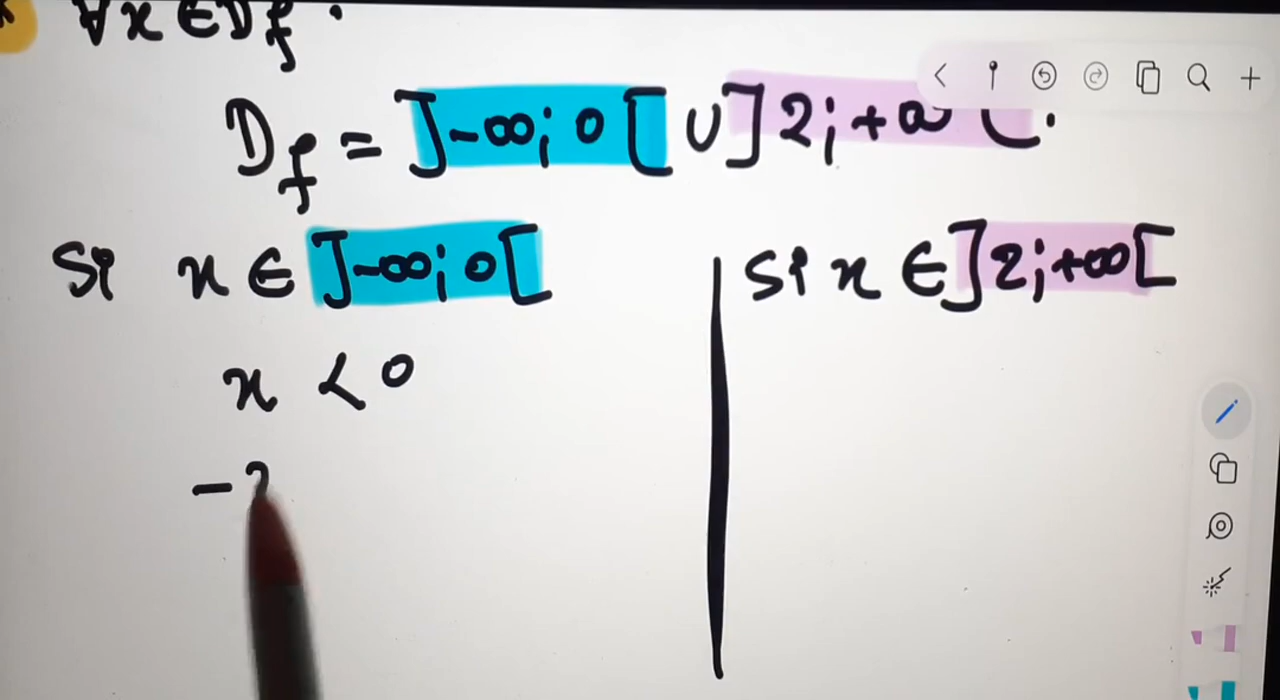 ∀x ∈ Df .
Df = ]-∞; 0[ ∪ ]2; +∞[.
Si x ∈ ]-∞; 0[
x < 0
-
Si x ∈ ]2; +∞[